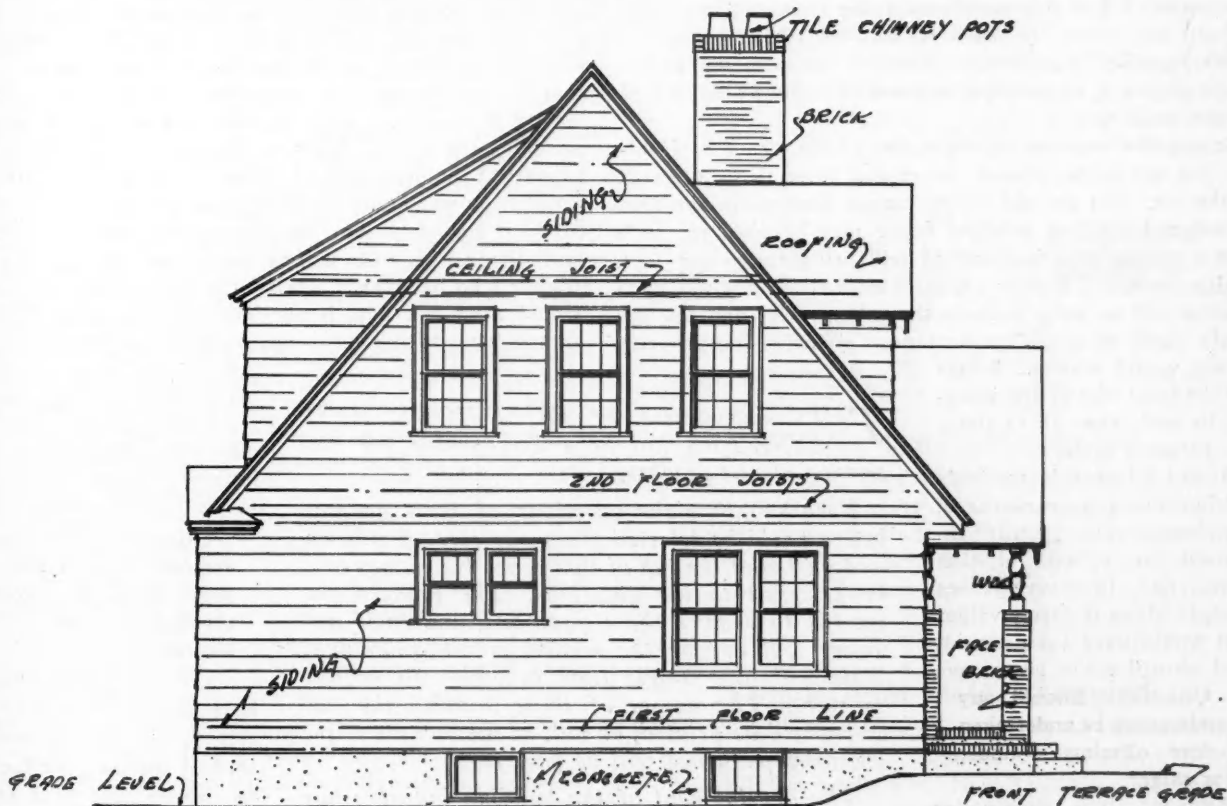 TILE CHIMNEY POTS
BRICK
SIDING
ROOFING
CEILING JOIST
2ND FLOOR JOISTS
FACE
BRICK
SIDING
FIRST FLOOR LINE
CONCRETE
GRADE LEVEL
FRONT TERRACE GRADE